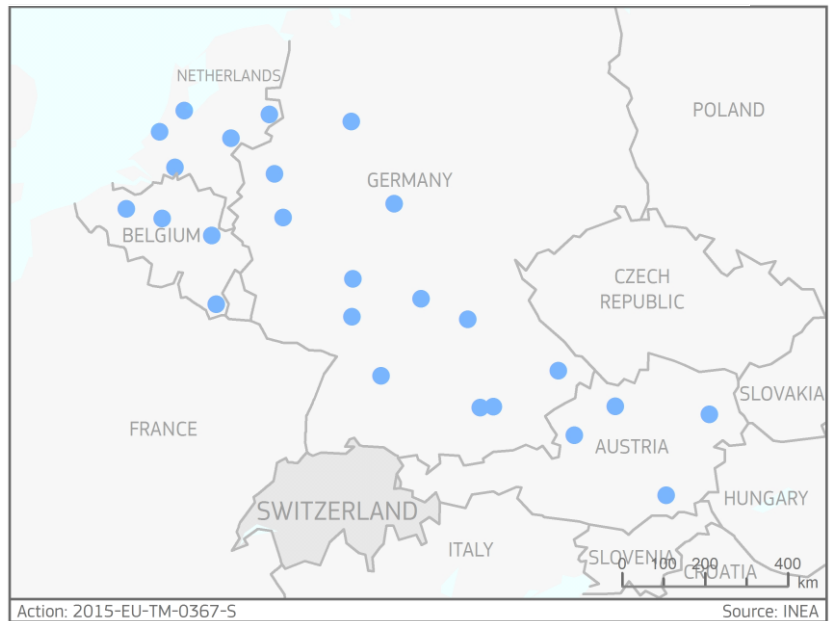 NETHERLANDS
POLAND
GERMANY
BELGIUM
CZECH
REPUBLIC
SLOVAKIA
FRANCE
AUSTRIA
HUNGARY
SWITZERLAND
ITALY
SLOVENIA
CROATIA
0 100 200 400
km
Action: 2015-EU-TM-0367-S
Source: INEA